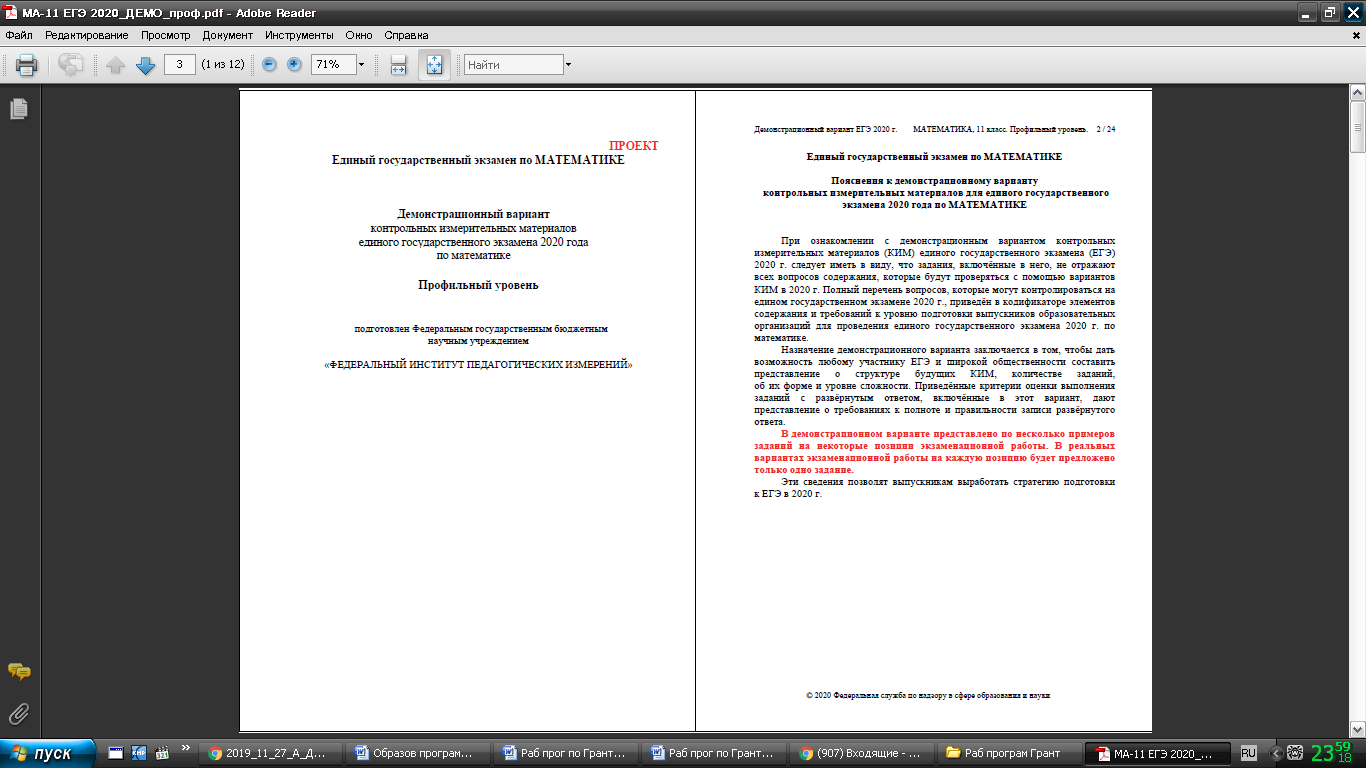 МА-11 ЕГЭ 2020_ДЕМО_проф.pdf - Adobe Reader
Файл Редактирование Просмотр Документ Инструменты Окно Справка
3 (1 из 12) 71% Найти
ПРОЕКТ
Единый государственный экзамен по МАТЕМАТИКЕ
Демонстрационный вариант
контрольных измерительных материалов
единого государственного экзамена 2020 года
по математике
Профильный уровень
подготовлен Федеральным государственным бюджетным
научным учреждением
«ФЕДЕРАЛЬНЫЙ ИНСТИТУТ ПЕДАГОГИЧЕСКИХ ИЗМЕРЕНИЙ»
Демонстрационный вариант ЕГЭ 2020 г. МАТЕМАТИКА, 11 класс. Профильный уровень. 2 / 24
Единый государственный экзамен по МАТЕМАТИКЕ
Пояснения к демонстрационному варианту
контрольных измерительных материалов для единого государственного
экзамена 2020 года по МАТЕМАТИКЕ
При ознакомлении с демонстрационным вариантом контрольных
измерительных материалов (КИМ) единого государственного экзамена (ЕГЭ)
2020 г. следует иметь в виду, что задания, включённые в него, не отражают
всех вопросов содержания, которые будут проверяться с помощью вариантов
КИМ в 2020 г. Полный перечень вопросов, которые могут контролироваться на
едином государственном экзамене 2020 г., приведён в кодификаторе элементов
содержания и требований к уровню подготовки выпускников образовательных
организаций для проведения единого государственного экзамена 2020 г. по
математике.
Назначение демонстрационного варианта заключается в том, чтобы дать
возможность любому участнику ЕГЭ и широкой общественности составить
представление о структуре будущих КИМ, количестве заданий,
об их форме и уровне сложности. Приведённые критерии оценки выполнения
заданий с развёрнутым ответом, включённые в этот вариант, дают
представление о требованиях к полноте и правильности записи развёрнутого
ответа.
В демонстрационном варианте представлено по несколько примеров
заданий на некоторые позиции экзаменационной работы. В реальных
вариантах экзаменационной работы на каждую позицию будет предложено
только одно задание.
Эти сведения позволят выпускникам выработать стратегию подготовки
к ЕГЭ в 2020 г.
© 2020 Федеральная служба по надзору в сфере образования и науки
пуск » 2019_11_27_А_Д... Образов програм... Раб прог по Грант... Раб прог по Грант... (907) Входящие - ... Раб програм Грант МА-11 ЕГЭ 2020_... RU 23 59 18